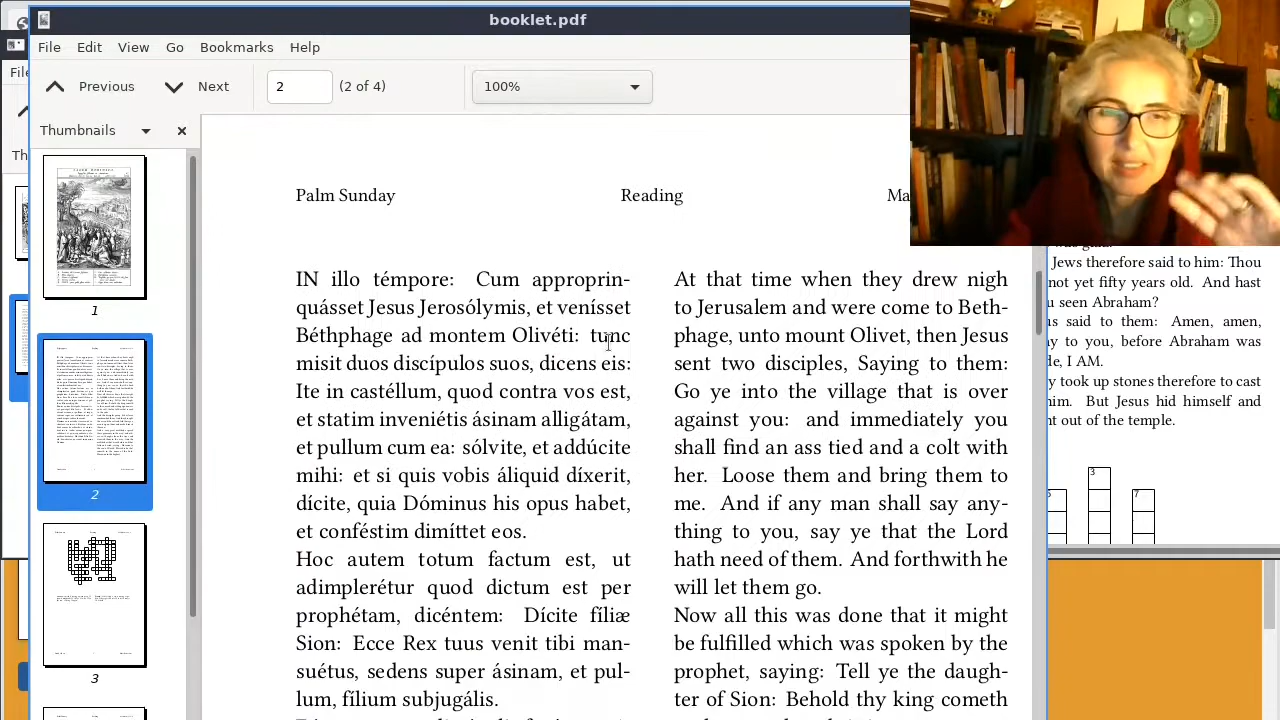 booklet.pdf
File Edit View Go Bookmarks Help
Previous Next 2 (2 of 4) 100%
Thumbnails
1
2
3
Palm Sunday Reading
IN illo témpore: Cum appropin-
quásset Jesus Jerosólymis, et venísset
Béthphage ad montem Olivéti: tunc
misit duos discípulos suos, dicens eis:
Ite in castéllum, quod contra vos est,
et statim inveniétis ásinam alligátam,
et pullum cum ea: sólvite, et addúcite
mihi: et si quis vobis áliquid díxerit,
dícite, quia Dóminus his opus habet,
et conféstim dimíttet eos.
Hoc autem totum factum est, ut
adimplerétur quod dictum est per
prophétam, dicéntem: Dícite fíliæ
Sion: Ecce Rex tuus venit tibi man-
suétus, sedens super ásinam, et pul-
lum, fílium subjugális.
At that time when they drew nigh
to Jerusalem and were come to Beth-
phage, unto mount Olivet, then Jesus
sent two disciples, Saying to them:
Go ye into the village that is over
against you: and immediately you
shall find an ass tied and a colt with
her. Loose them and bring them to
me. And if any man shall say any-
thing to you, say ye that the Lord
hath need of them. And forthwith he
will let them go.
Now all this was done that it might
be fulfilled which was spoken by the
prophet, saying: Tell ye the daugh-
ter of Sion: Behold thy king cometh
Jews therefore said to him: Thou
not yet fifty years old. And hast
seen Abraham?
said to them: Amen, amen,
to you, before Abraham was
I AM.
took up stones therefore to cast
him. But Jesus hid himself and
out of the temple.
3
7